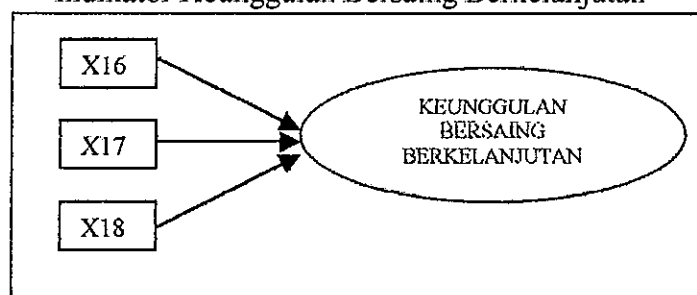 Indikator Keunggulan Bersaing Berkelanjutan
X16
X17
X18
KEUNGGULAN
BERSAING
BERKELANJUTAN